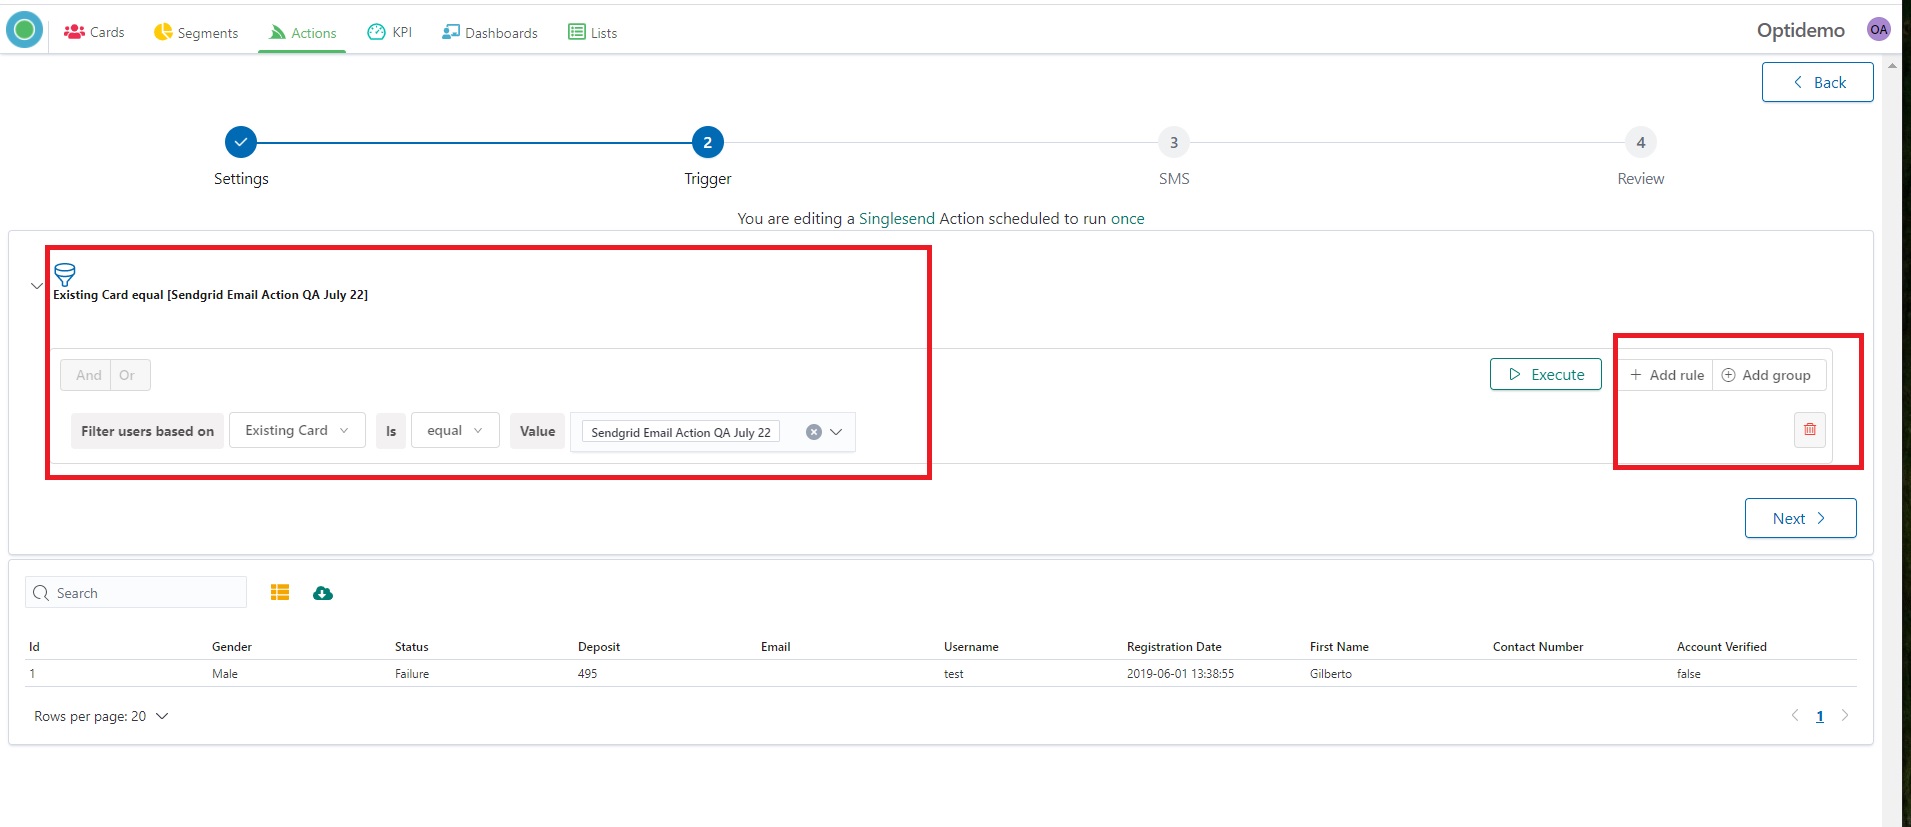 Cards Segments Actions KPI Dashboards Lists Optidemo OA
Back
2 3 4
Settings Trigger SMS Review
You are editing a Singlesend Action scheduled to run once
Existing Card equal [Sendgrid Email Action QA July 22]
And Or Execute Add rule Add group
Filter users based on Existing Card Is equal Value Sendgrid Email Action QA July 22
Next
Search
Id Gender Status Deposit Email Username Registration Date First Name Contact Number Account Verified
1 Male Failure 495 test 2019-06-01 13:38:55 Gilberto false
Rows per page: 20 1